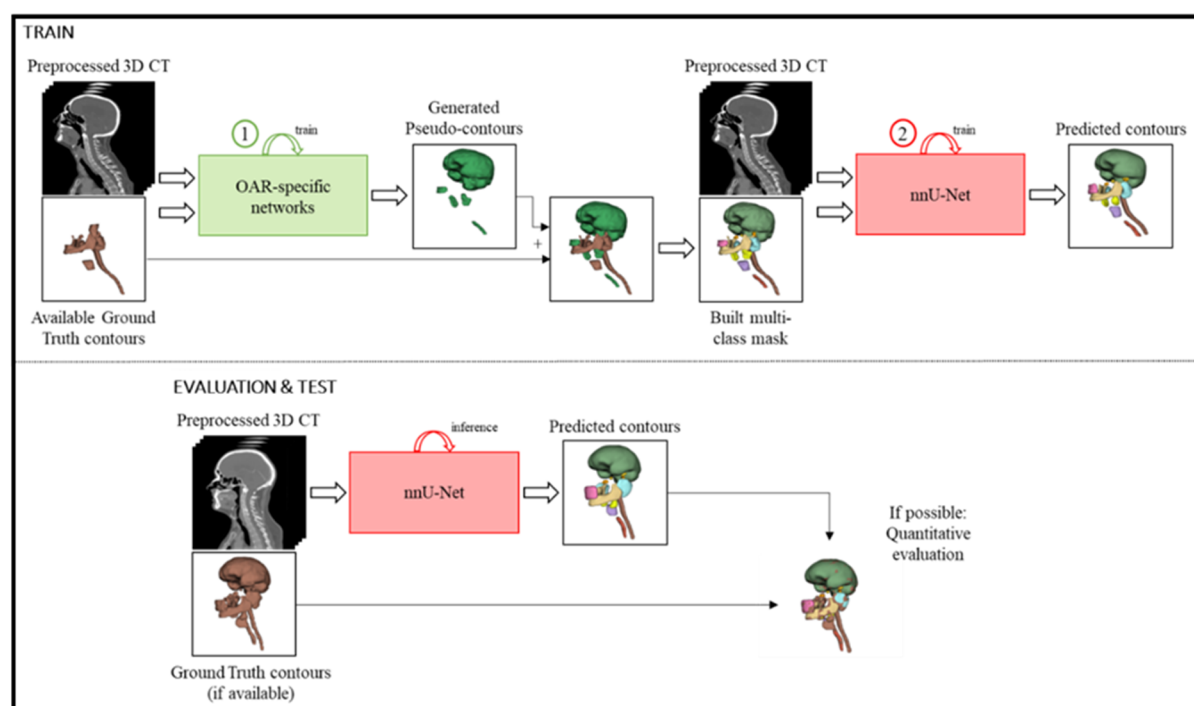 TRAIN
Preprocessed 3D CT
1
train
OAR-specific
networks
Generated
Pseudo-contours
Available Ground
Truth contours
+
Preprocessed 3D CT
2
train
nnU-Net
Predicted contours
Built multi-
class mask
EVALUATION & TEST
Preprocessed 3D CT
inference
nnU-Net
Predicted contours
If possible:
Quantitative
evaluation
Ground Truth contours
(if available)